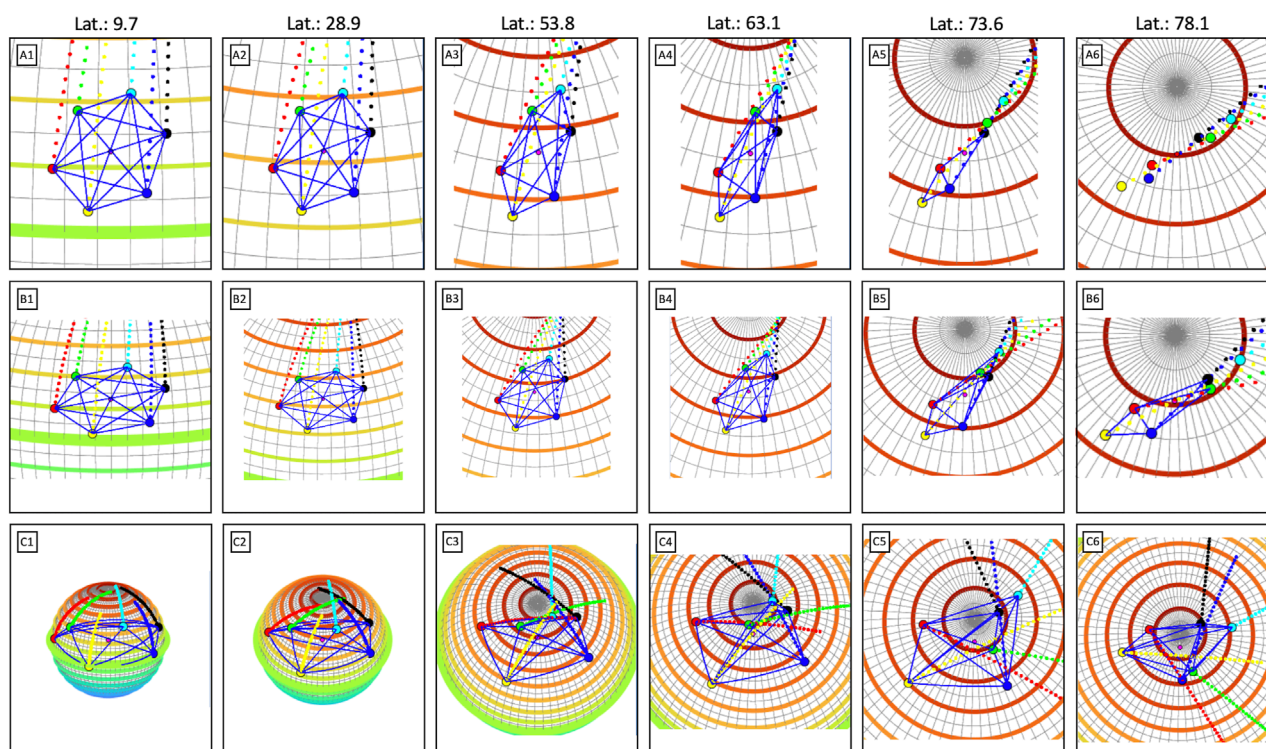 Lat.: 9.7 Lat.: 28.9 Lat.: 53.8 Lat.: 63.1 Lat.: 73.6 Lat.: 78.1
A1 A2 A3 A4 A5 A6
B1 B2 B3 B4 B5 B6
C1 C2 C3 C4 C5 C6